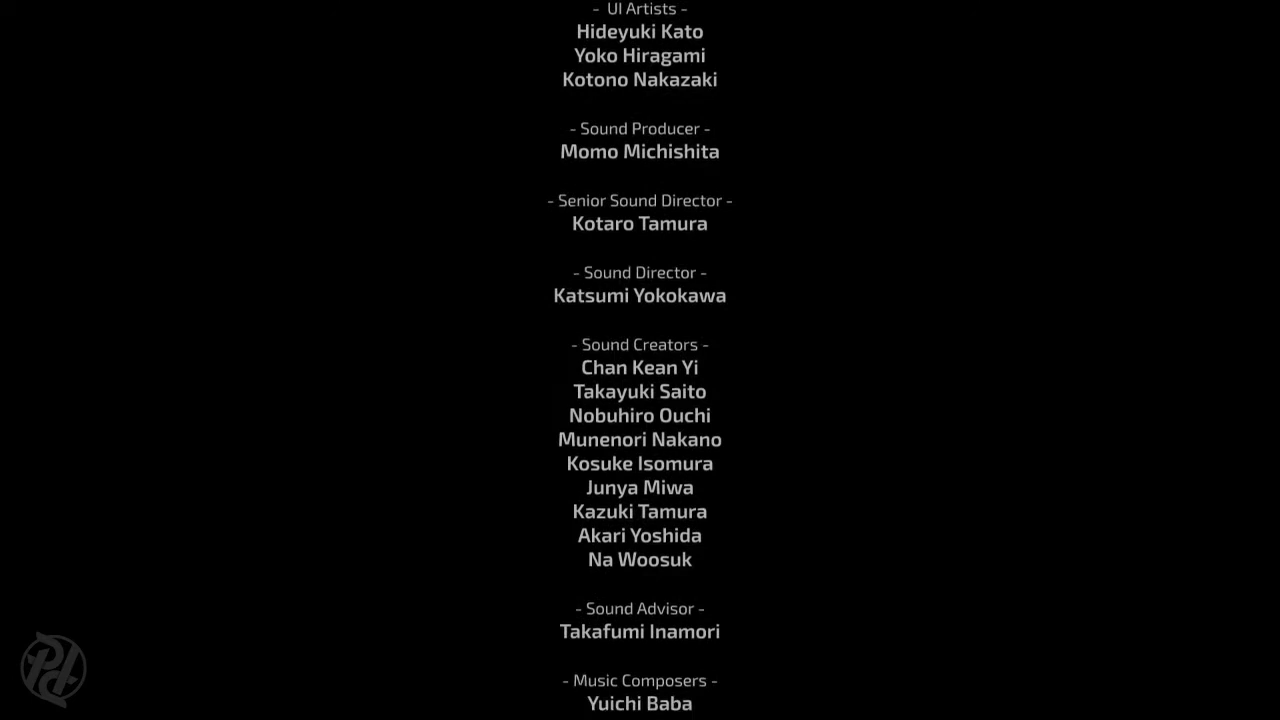 - UI Artists -
Hideyuki Kato
Yoko Hiragami
Kotono Nakazaki
- Sound Producer -
Momo Michishita
- Senior Sound Director -
Kotaro Tamura
- Sound Director -
Katsumi Yokokawa
- Sound Creators -
Chan Kean Yi
Takayuki Saito
Nobuhiro Ouchi
Munenori Nakano
Kosuke Isomura
Junya Miwa
Kazuki Tamura
Akari Yoshida
Na Woosuk
- Sound Advisor -
Takafumi Inamori
- Music Composers -
Yuichi Baba